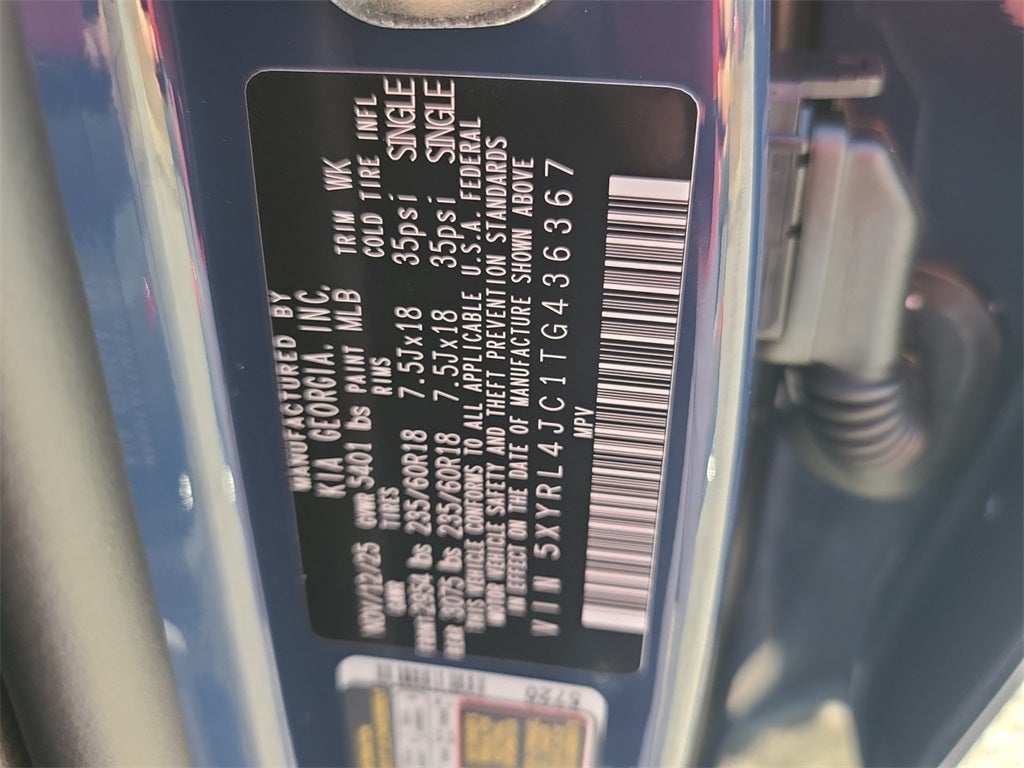 MANUFACTURED BY
KIA GEORGIA, INC.
NOV/12/25 GWR 5401 lbs PAINT MLB TRIM WK
GWR TIRES RIMS COLD TIRE INFL
FRONT 2954 lbs 235/60R18 7.5Jx18 35psi SINGLE
REAR 3075 lbs 235/60R18 7.5Jx18 35psi SINGLE
THIS VEHICLE CONFORMS TO ALL APPLICABLE U.S.A. FEDERAL
MOTOR VEHICLE SAFETY AND THEFT PREVENTION STANDARDS
IN EFFECT ON THE DATE OF MANUFACTURE SHOWN ABOVE
VIN 5XYRL4JC1TG436367
MPV
5720